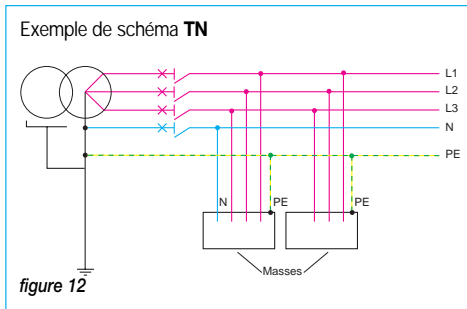 Exemple de schéma TN
L1
L2
L3
N
PE
N PE PE
Masses
figure 12